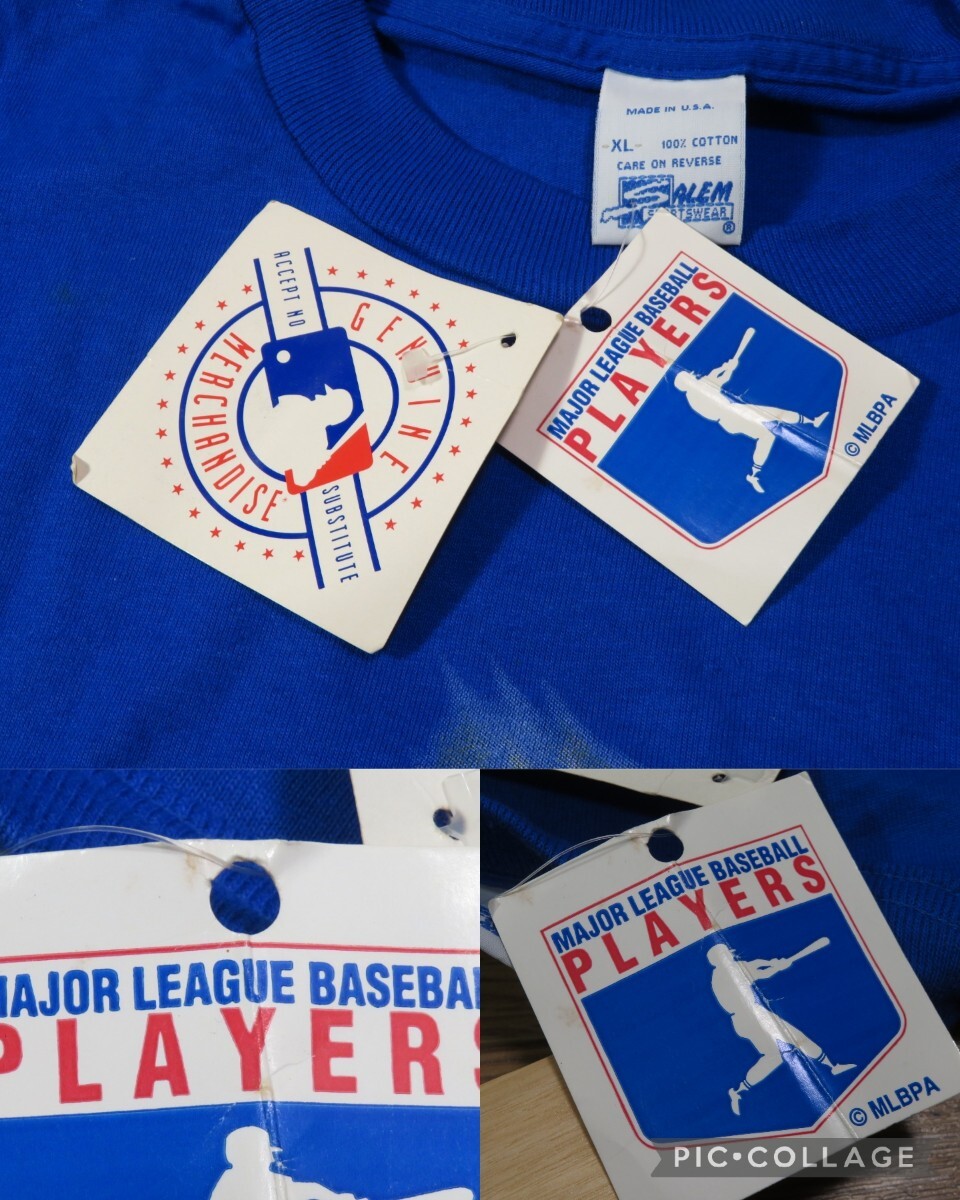 MADE IN U.S.A.
-XL- 100% COTTON
CARE ON REVERSE
SALEM
SPORTSWEAR
®
ACCEPT NO
GENUINE
MERCHANDISE
SUBSTITUTE
MAJOR LEAGUE BASEBALL
PLAYERS
© MLBPA
MAJOR LEAGUE BASEBAL
PLAYERS
MAJOR LEAGUE BASEBALL
PLAYERS
© MLBPA
PIC•COLLAGE